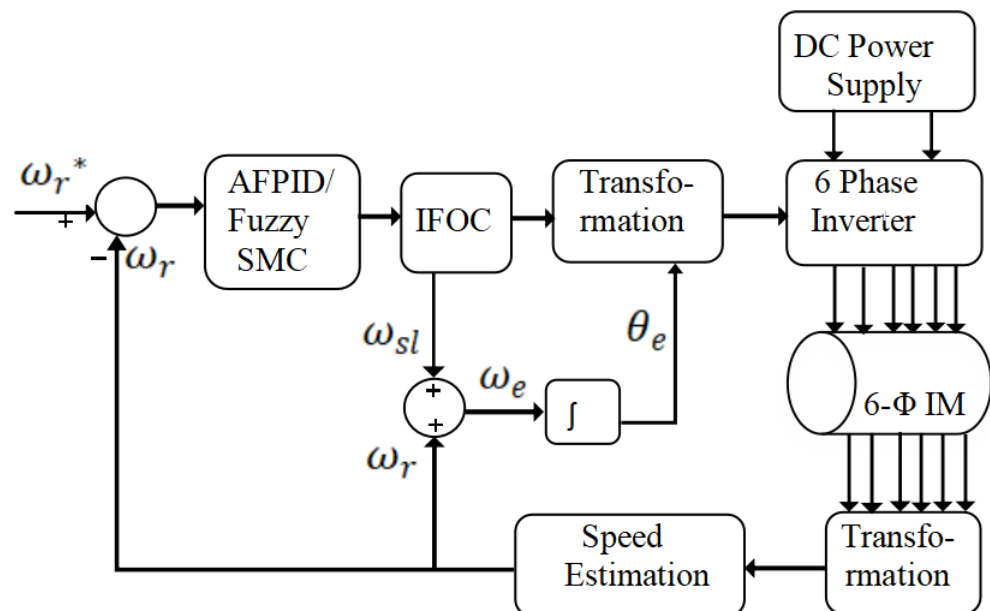 DC Power
Supply
ωr*
+
-
ωr
AFPID/
Fuzzy
SMC
IFOC
Transfo-
rmation
6 Phase
Inverter
ωsl
θe
+
+
ωe
∫
ωr
6-Φ IM
Speed
Estimation
Transfo-
rmation